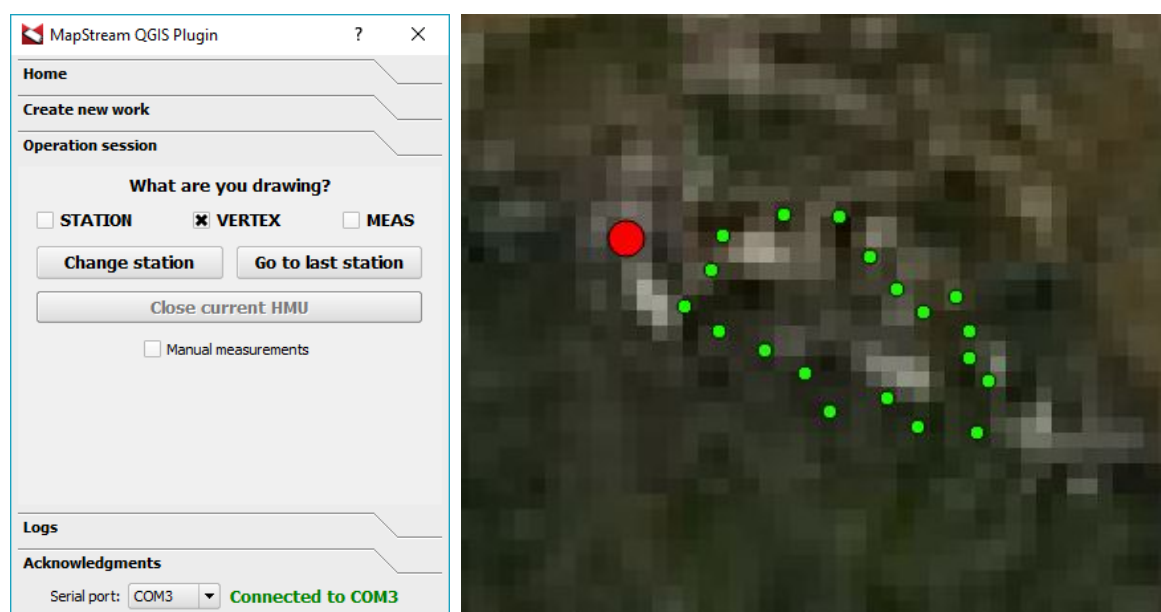 MapStream QGIS Plugin ? ×
Home
Create new work
Operation session
What are you drawing?
STATION VERTEX MEAS
Change station Go to last station
Close current HMU
Manual measurements
Logs
Acknowledgments
Serial port: COM3 Connected to COM3